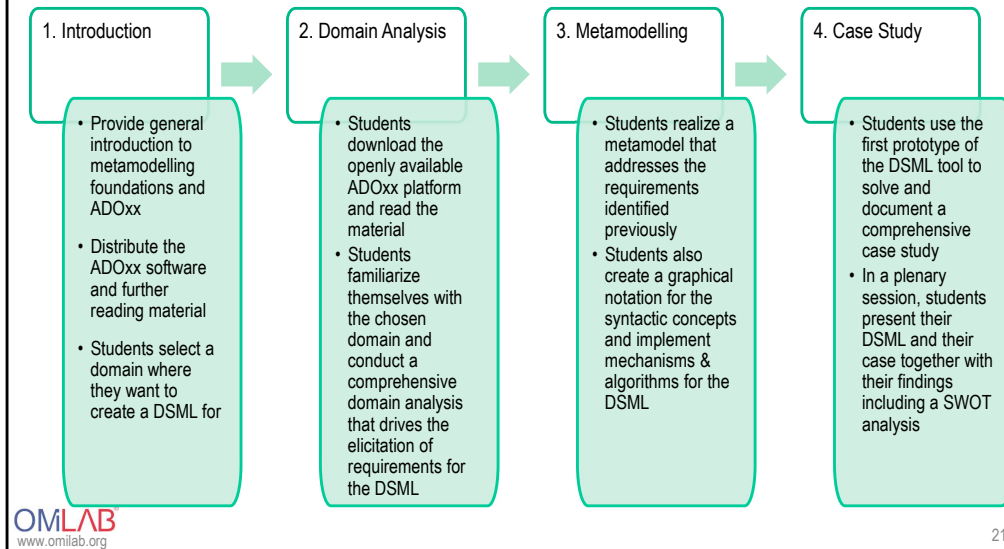 1. Introduction
• Provide general
introduction to
metamodelling
foundations and
ADOxx
• Distribute the
ADOxx software
and further
reading material
• Students select a
domain where
they want to
create a DSML for
2. Domain Analysis
• Students
download the
openly available
ADOxx platform
and read the
material
• Students
familiarize
themselves with
the chosen
domain and
conduct a
comprehensive
domain analysis
that drives the
elicitation of
requirements for
the DSML
3. Metamodelling
• Students realize a
metamodel that
addresses the
requirements
identified
previously
• Students also
create a graphical
notation for the
syntactic concepts
and implement
mechanisms &
algorithms for the
DSML
4. Case Study
• Students use the
first prototype of
the DSML tool to
solve and
document a
comprehensive
case study
• In a plenary
session, students
present their
DSML and their
case together with
their findings
including a SWOT
analysis
OMiLAB®
www.omilab.org
21